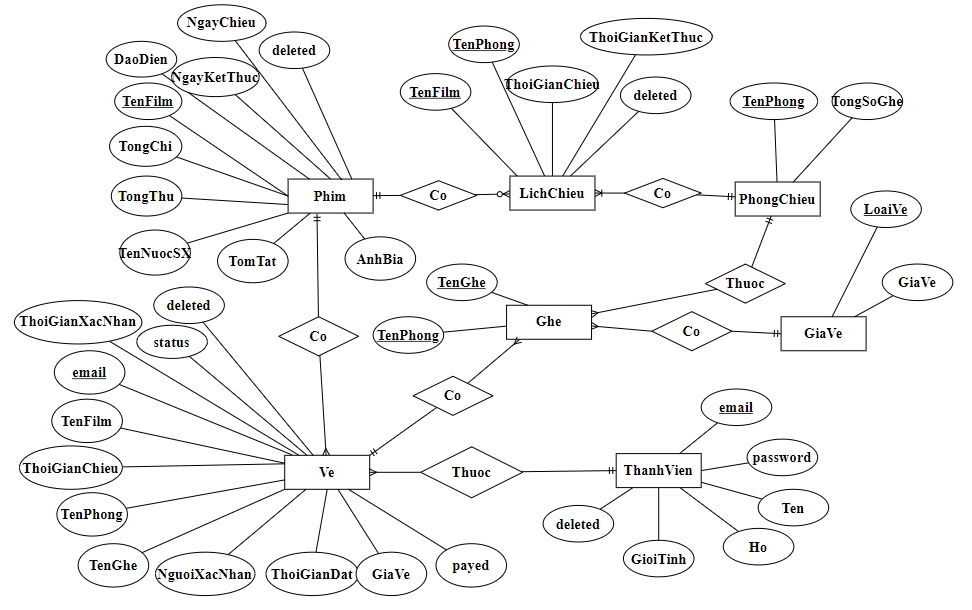 NgayChieu
deleted
DaoDien
NgayKetThuc
TenFilm
TongChi
TongThu
TenNuocSX
TomTat
AnhBia
Phim
Co
TenPhong
ThoiGianKetThuc
TenFilm
ThoiGianChieu
deleted
LichChieu
Co
TenPhong
TongSoGhe
PhongChieu
LoaiVe
GiaVe
Thuoc
TenGhe
TenPhong
Ghe
Co
GiaVe
Co
Co
deleted
ThoiGianXacNhan
status
email
TenFilm
ThoiGianChieu
TenPhong
TenGhe
NguoiXacNhan
ThoiGianDat
GiaVe
payed
Ve
Thuoc
ThanhVien
email
password
Ten
Ho
GioiTinh
deleted